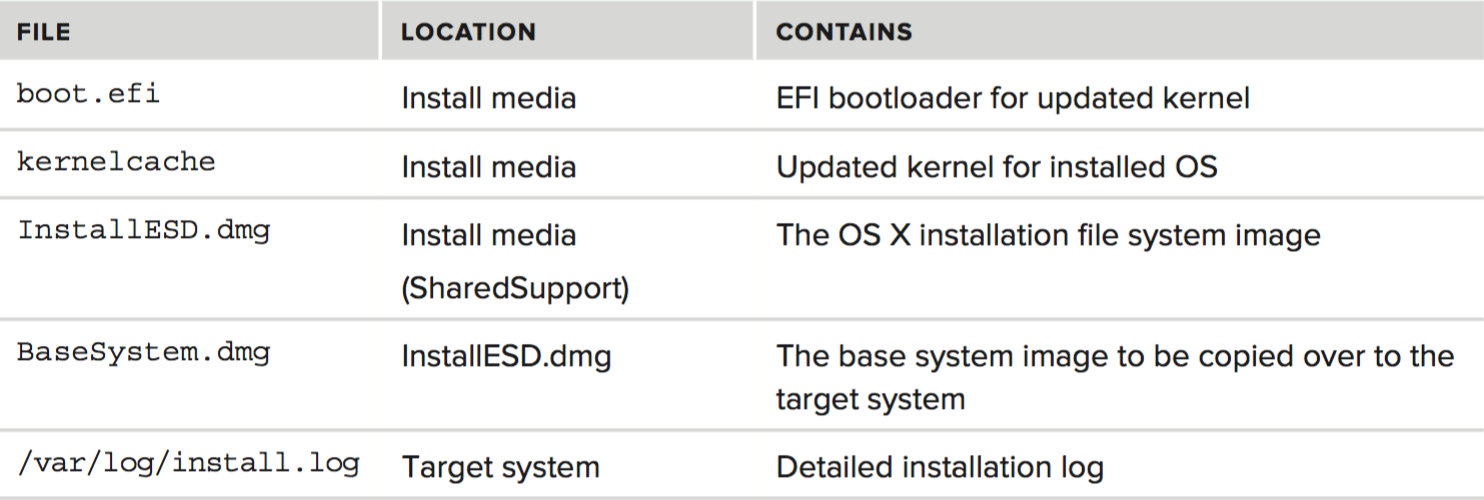 FILE LOCATION CONTAINS
boot.efi Install media EFI bootloader for updated kernel
kernelcache Install media Updated kernel for installed OS
InstallESD.dmg Install media The OS X installation file system image
(SharedSupport)
BaseSystem.dmg InstallESD.dmg The base system image to be copied over to the
target system
/var/log/install.log Target system Detailed installation log